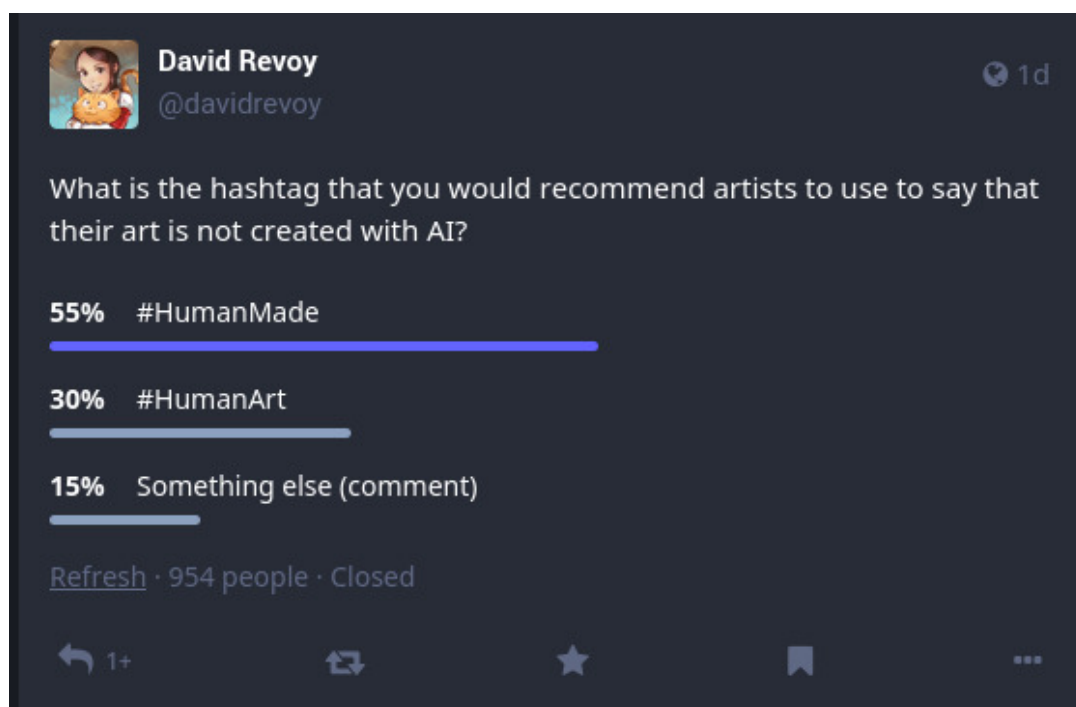 David Revoy
@davidrevoy
1d
What is the hashtag that you would recommend artists to use to say that
their art is not created with AI?
55% #HumanMade
30% #HumanArt
15% Something else (comment)
Refresh · 954 people · Closed
1+